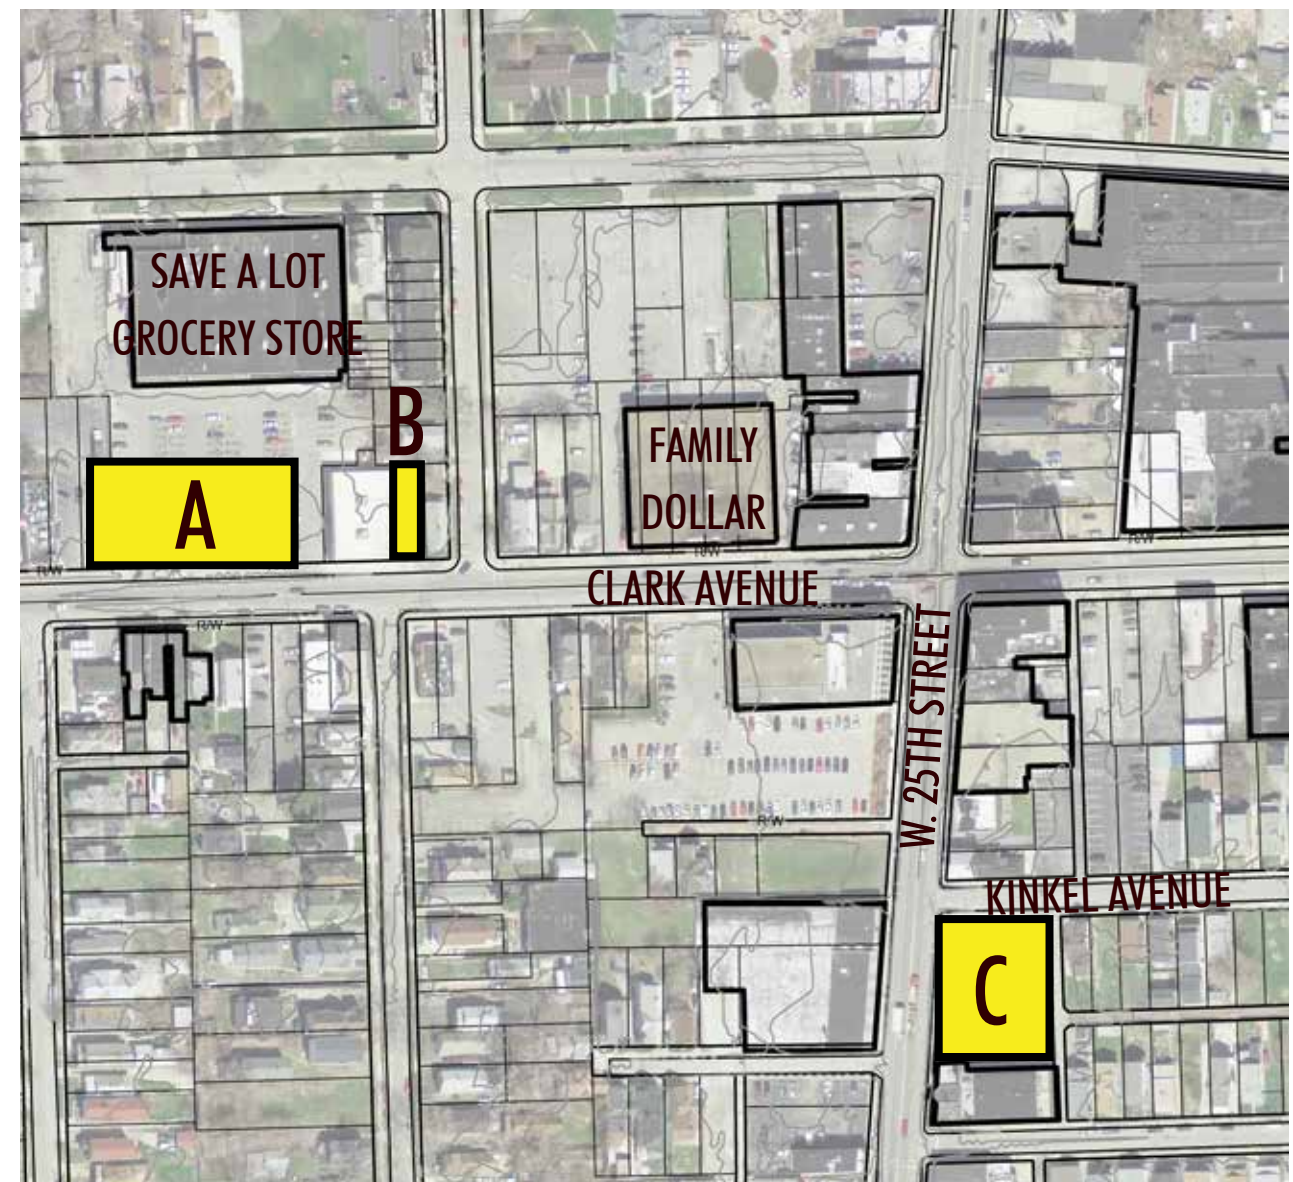 SAVE A LOT
GROCERY STORE
B
FAMILY
DOLLAR
A
R/W
R/W
R/W
CLARK AVENUE
R/W
W. 25TH STREET
R/W
KINKEL AVENUE
C